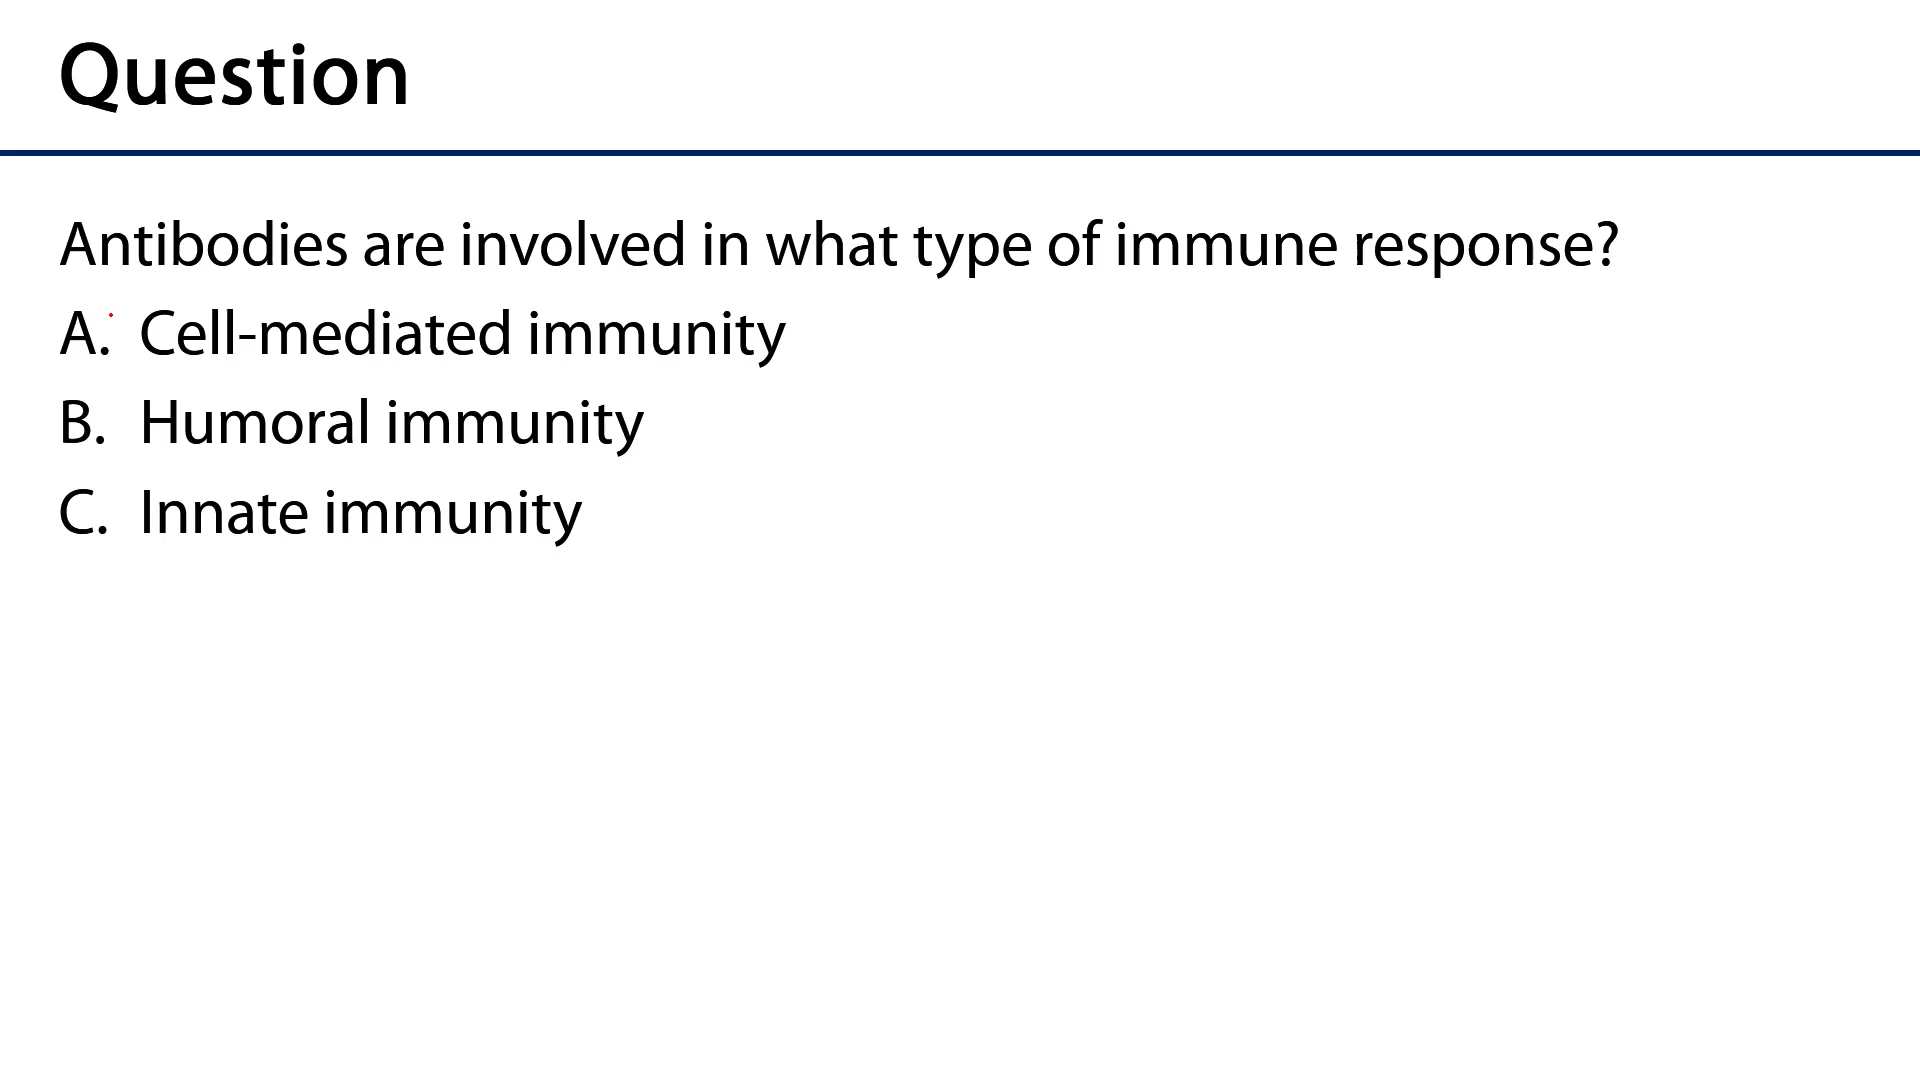 Question
Antibodies are involved in what type of immune response?
A. Cell-mediated immunity
B. Humoral immunity
C. Innate immunity